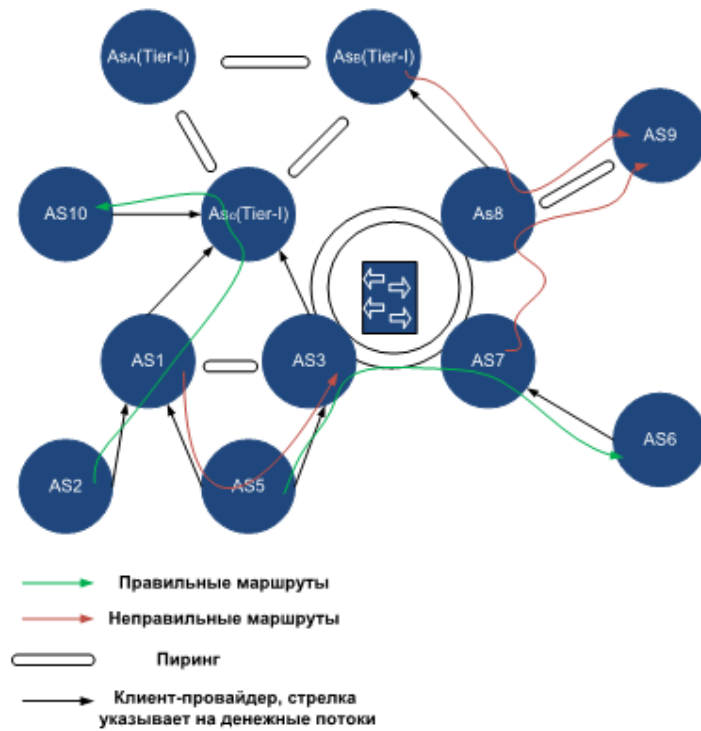 AsA(Tier-I)
AsB(Tier-I)
AS9
AS10
Asc(Tier-I)
As8
AS1
AS3
AS7
AS6
AS2
AS5
Правильные маршруты
Неправильные маршруты
Пиринг
Клиент-провайдер, стрелка
указывает на денежные потоки